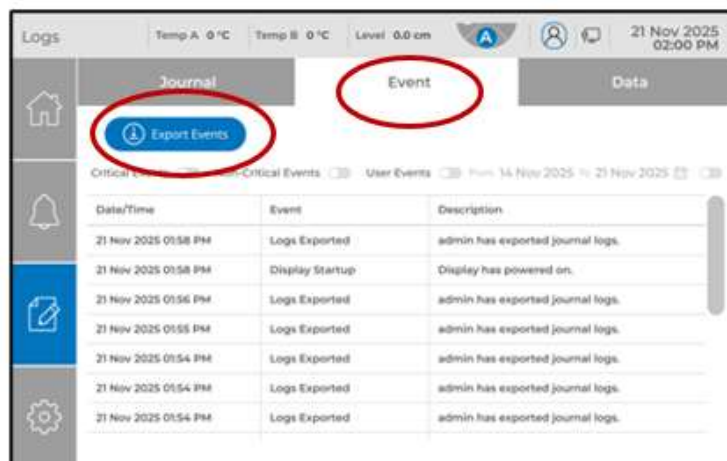 Logs Temp A 0 °C Temp B 0 °C Level 0.0 cm A 21 Nov 2025
02:00 PM
Journal Event Data
Export Events
Critical Events Non-Critical Events User Events From 14 Nov 2025 To 21 Nov 2025
Date/Time Event Description
21 Nov 2025 01:58 PM Logs Exported admin has exported journal logs.
21 Nov 2025 01:58 PM Display Startup Display has powered on.
21 Nov 2025 01:56 PM Logs Exported admin has exported journal logs.
21 Nov 2025 01:55 PM Logs Exported admin has exported journal logs.
21 Nov 2025 01:54 PM Logs Exported admin has exported journal logs.
21 Nov 2025 01:54 PM Logs Exported admin has exported journal logs.
21 Nov 2025 01:54 PM Logs Exported admin has exported journal logs.